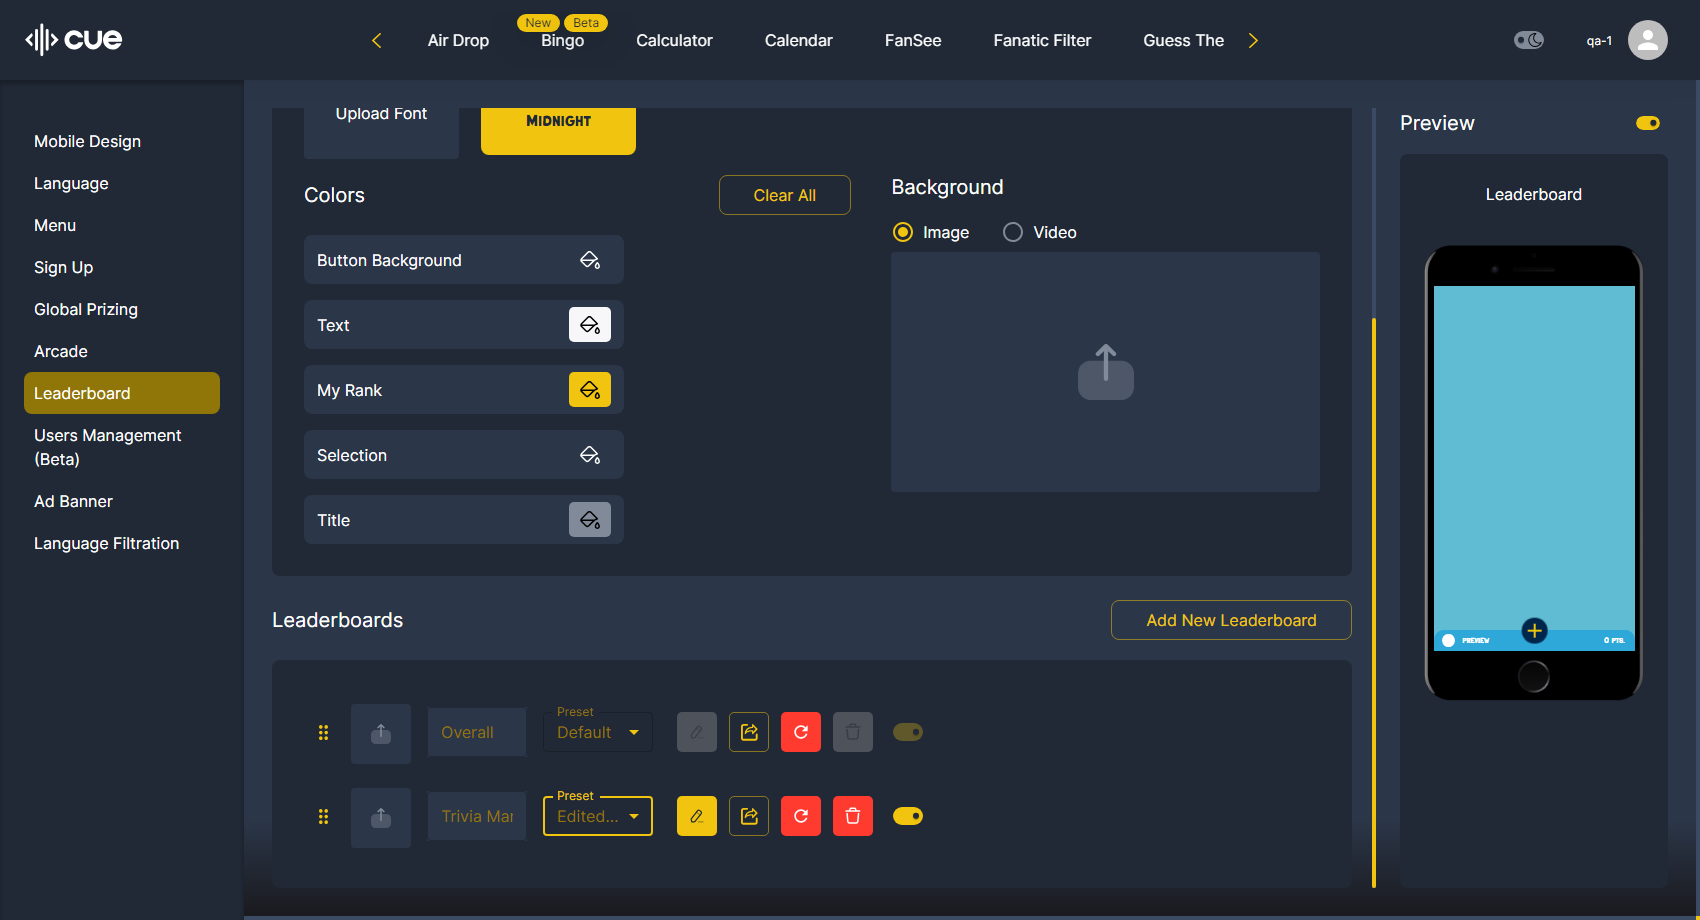 cue
Air Drop
New
Beta
Bingo
Calculator
Calendar
FanSee
Fanatic Filter
Guess The
qa-1
Mobile Design
Language
Menu
Sign Up
Global Prizing
Arcade
Leaderboard
Users Management
(Beta)
Ad Banner
Language Filtration
Upload Font
MIDNIGHT
Colors
Clear All
Button Background
Text
My Rank
Selection
Title
Background
Image
Video
Leaderboards
Add New Leaderboard
Overall
Preset
Default
Trivia Mar
Preset
Edited...
Preview
Leaderboard
PREVIEW
0 PTS.